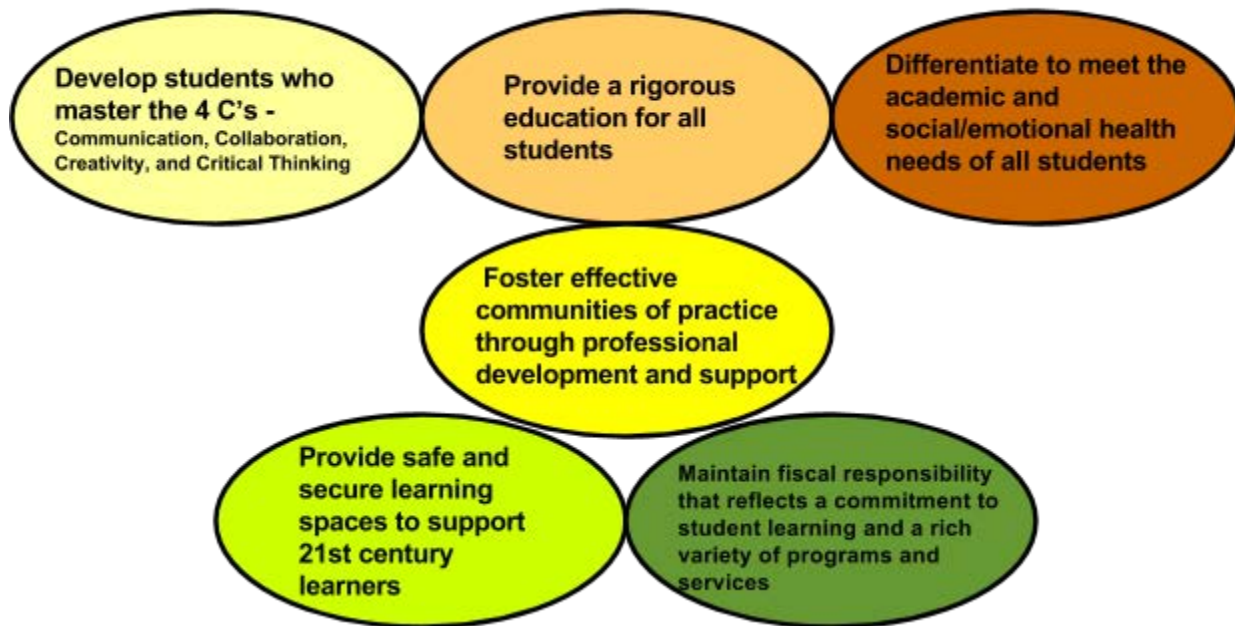 Develop students who
master the 4 C's -
Communication, Collaboration,
Creativity, and Critical Thinking
Provide a rigorous
education for all
students
Differentiate to meet the
academic and
social/emotional health
needs of all students
Foster effective
communities of practice
through professional
development and support
Provide safe and
secure learning
spaces to support
21st century
learners
Maintain fiscal responsibility
that reflects a commitment to
student learning and a rich
variety of programs and
services